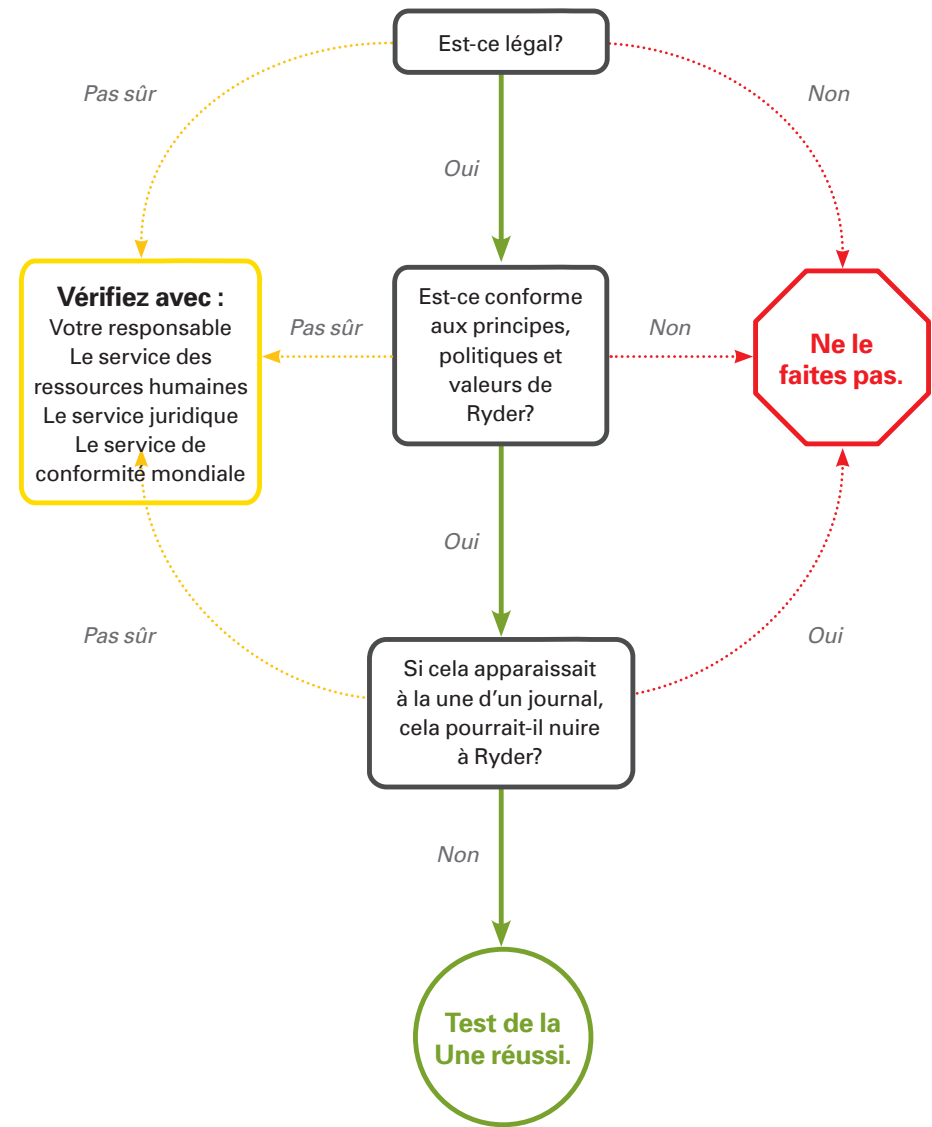 Est-ce légal?
Pas sûr
Non
Oui
Vérifiez avec :
Votre responsable
Le service des
ressources humaines
Le service juridique
Le service de
conformité mondiale
Pas sûr
Est-ce conforme
aux principes,
politiques et
valeurs de
Ryder?
Non
Ne le
faites pas.
Oui
Pas sûr
Oui
Si cela apparaissait
à la une d’un journal,
cela pourrait-il nuire
à Ryder?
Non
Test de la
Une réussi.